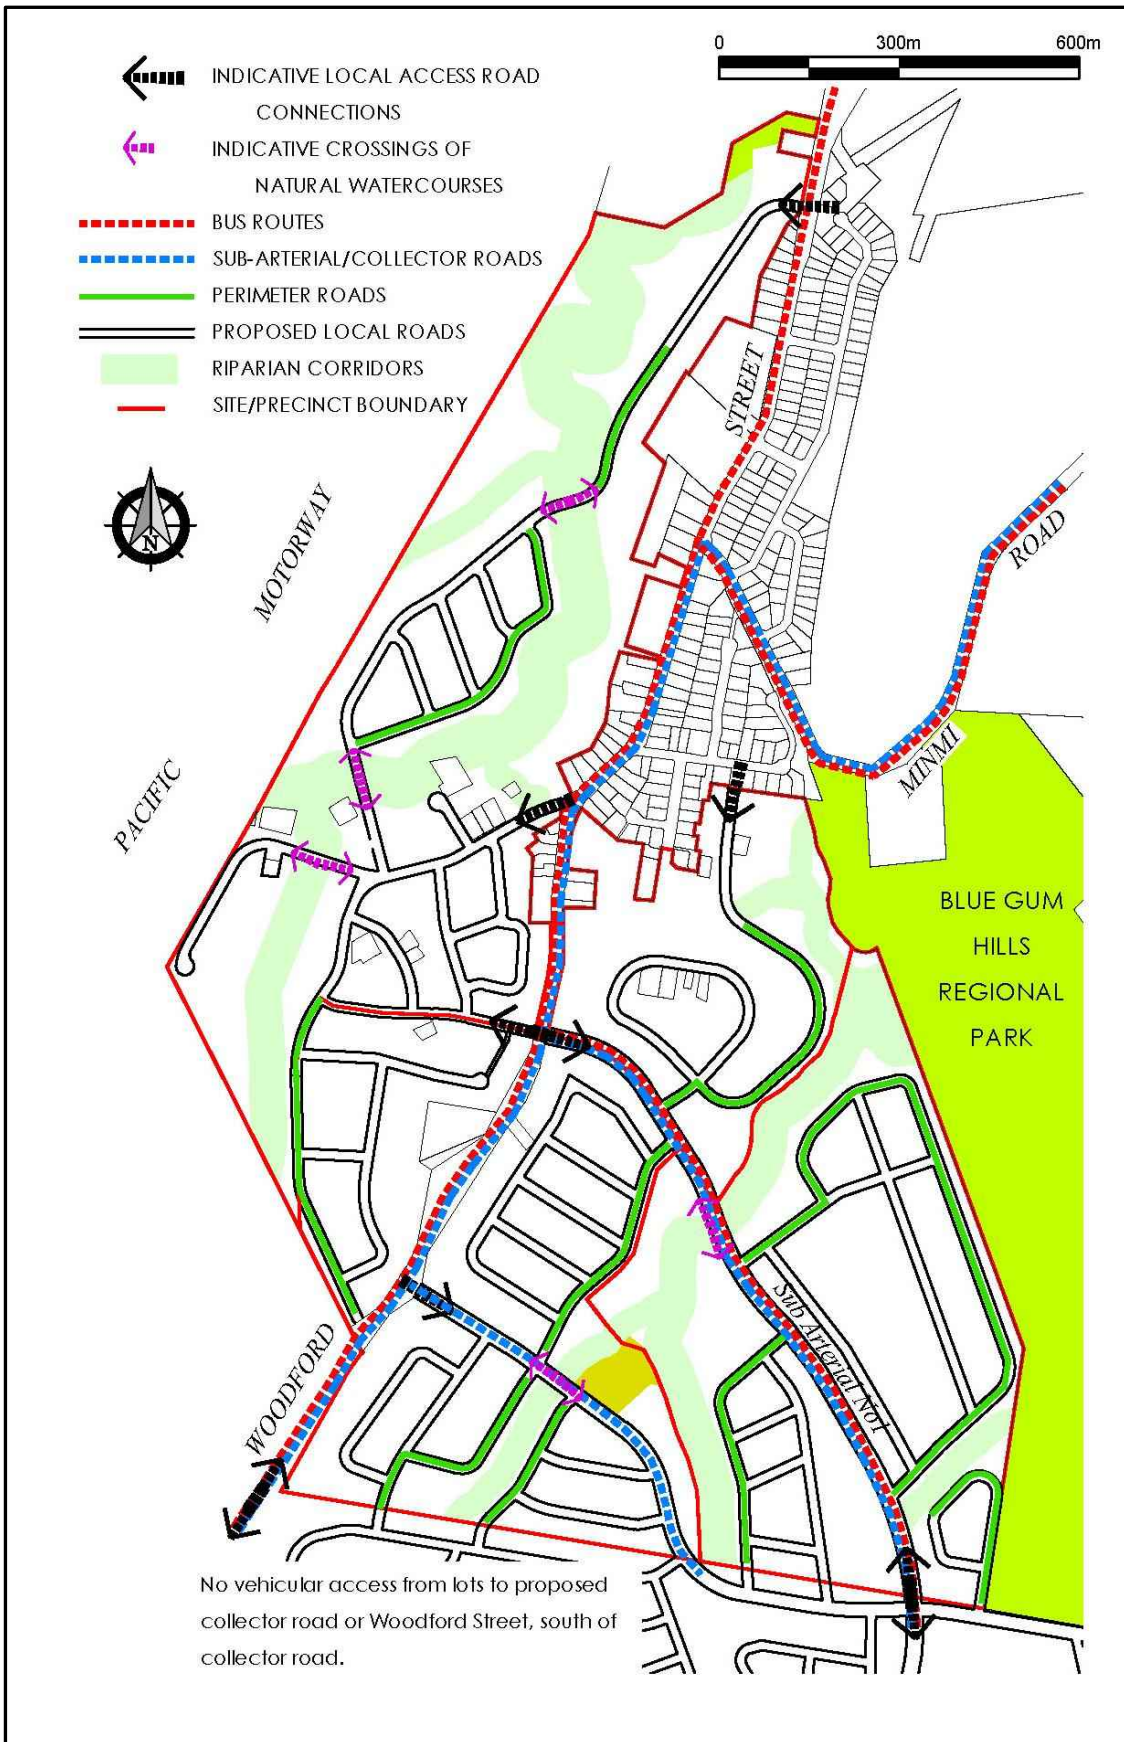 0 300m 600m
INDICATIVE LOCAL ACCESS ROAD
CONNECTIONS
INDICATIVE CROSSINGS OF
NATURAL WATERCOURSES
BUS ROUTES
SUB-ARTERIAL/COLLECTOR ROADS
PERIMETER ROADS
PROPOSED LOCAL ROADS
RIPARIAN CORRIDORS
SITE/PRECINCT BOUNDARY
N
STREET
MOTORWAY
ROAD
MINMI
PACIFIC
BLUE GUM
HILLS
REGIONAL
PARK
Sub Arterial No1
WOODFORD
No vehicular access from lots to proposed
collector road or Woodford Street, south of
collector road.